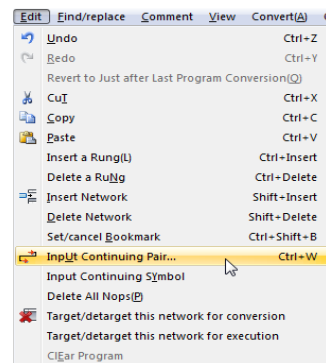 Edit Find/replace Comment View Convert(A)
Undo Ctrl+Z
Redo Ctrl+Y
Revert to Just after Last Program Conversion(Q)
CuT Ctrl+X
Copy Ctrl+C
Paste Ctrl+V
Insert a Rung(L) Ctrl+Insert
Delete a RuNg Ctrl+Delete
Insert Network Shift+Insert
Delete Network Shift+Delete
Set/cancel Bookmark Ctrl+Shift+B
InpUt Continuing Pair... Ctrl+W
Input Continuing SYmbol
Delete All Nops(P)
Target/detarget this network for conversion
Target/detarget this network for execution
ClEar Program